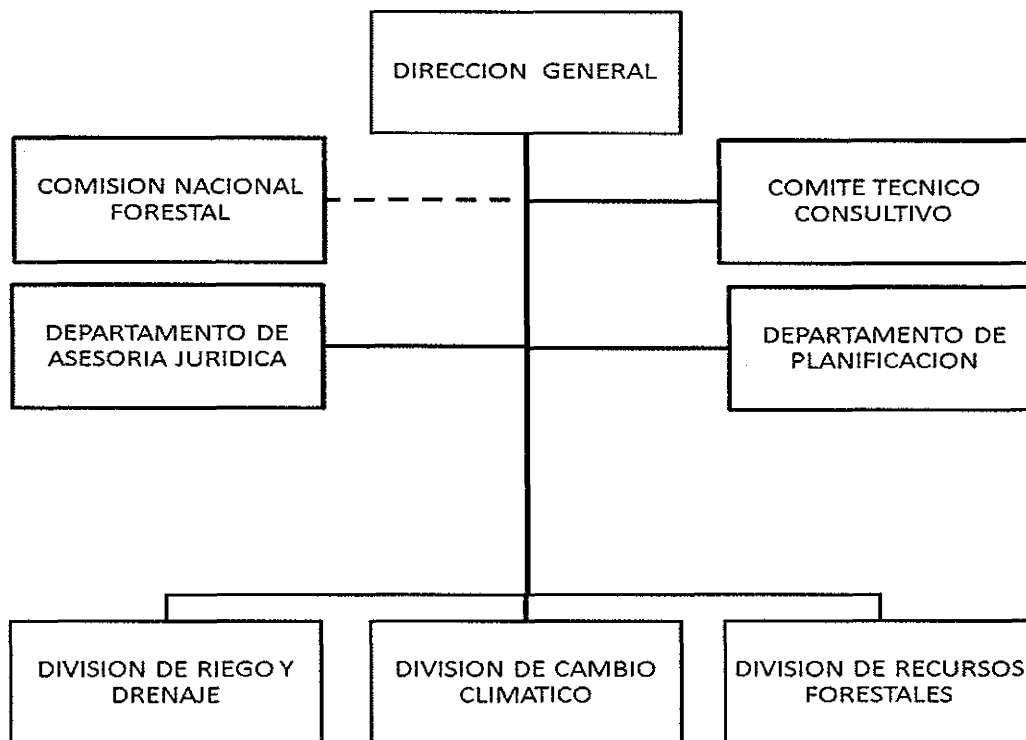 DIRECCION GENERAL
COMISION NACIONAL
FORESTAL
COMITE TECNICO
CONSULTIVO
DEPARTAMENTO DE
ASESORIA JURIDICA
DEPARTAMENTO DE
PLANIFICACION
DIVISION DE RIEGO Y
DRENAJE
DIVISION DE CAMBIO
CLIMATICO
DIVISION DE RECURSOS
FORESTALES